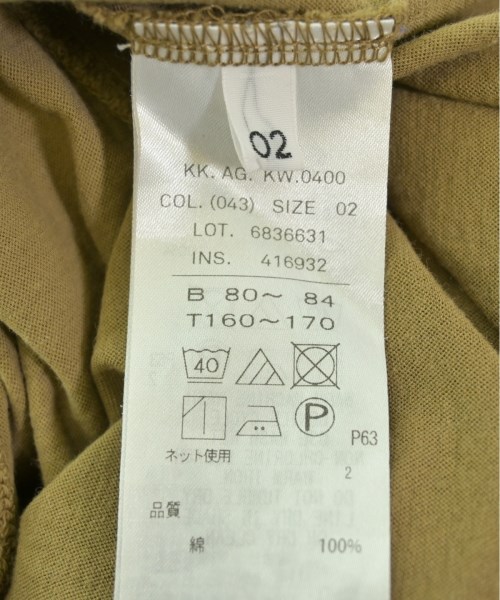 02
KK. AG. KW.0400
COL. (043) SIZE 02
LOT. 6836631
INS. 416932
B 80～ 84
T160～170
40
P
P63
ネット使用
2
品質
綿 100%